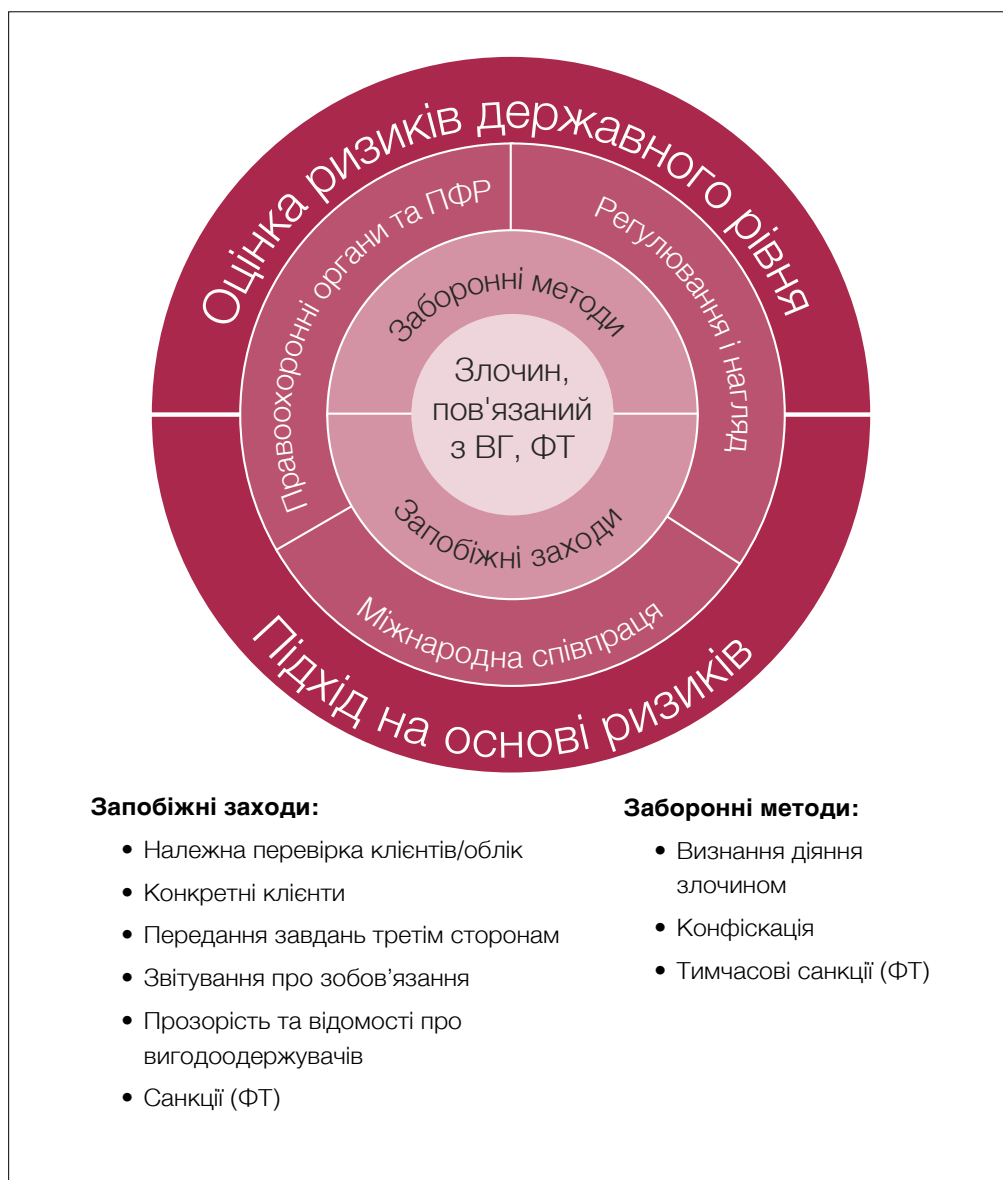 Оцінка ризиків державного рівня
Правоохоронні органи та ПФР
Регулювання і нагляд
Заборонні методи
Злочин,
пов'язаний
з ВГ, ФТ
Запобіжні заходи
Міжнародна співпраця
Підхід на основі ризиків
Запобіжні заходи:
• Належна перевірка клієнтів/облік
• Конкретні клієнти
• Передання завдань третім сторонам
• Звітування про зобов’язання
• Прозорість та відомості про
вигодоодержувачів
• Санкції (ФТ)
Заборонні методи:
• Визнання діяння
злочином
• Конфіскація
• Тимчасові санкції (ФТ)